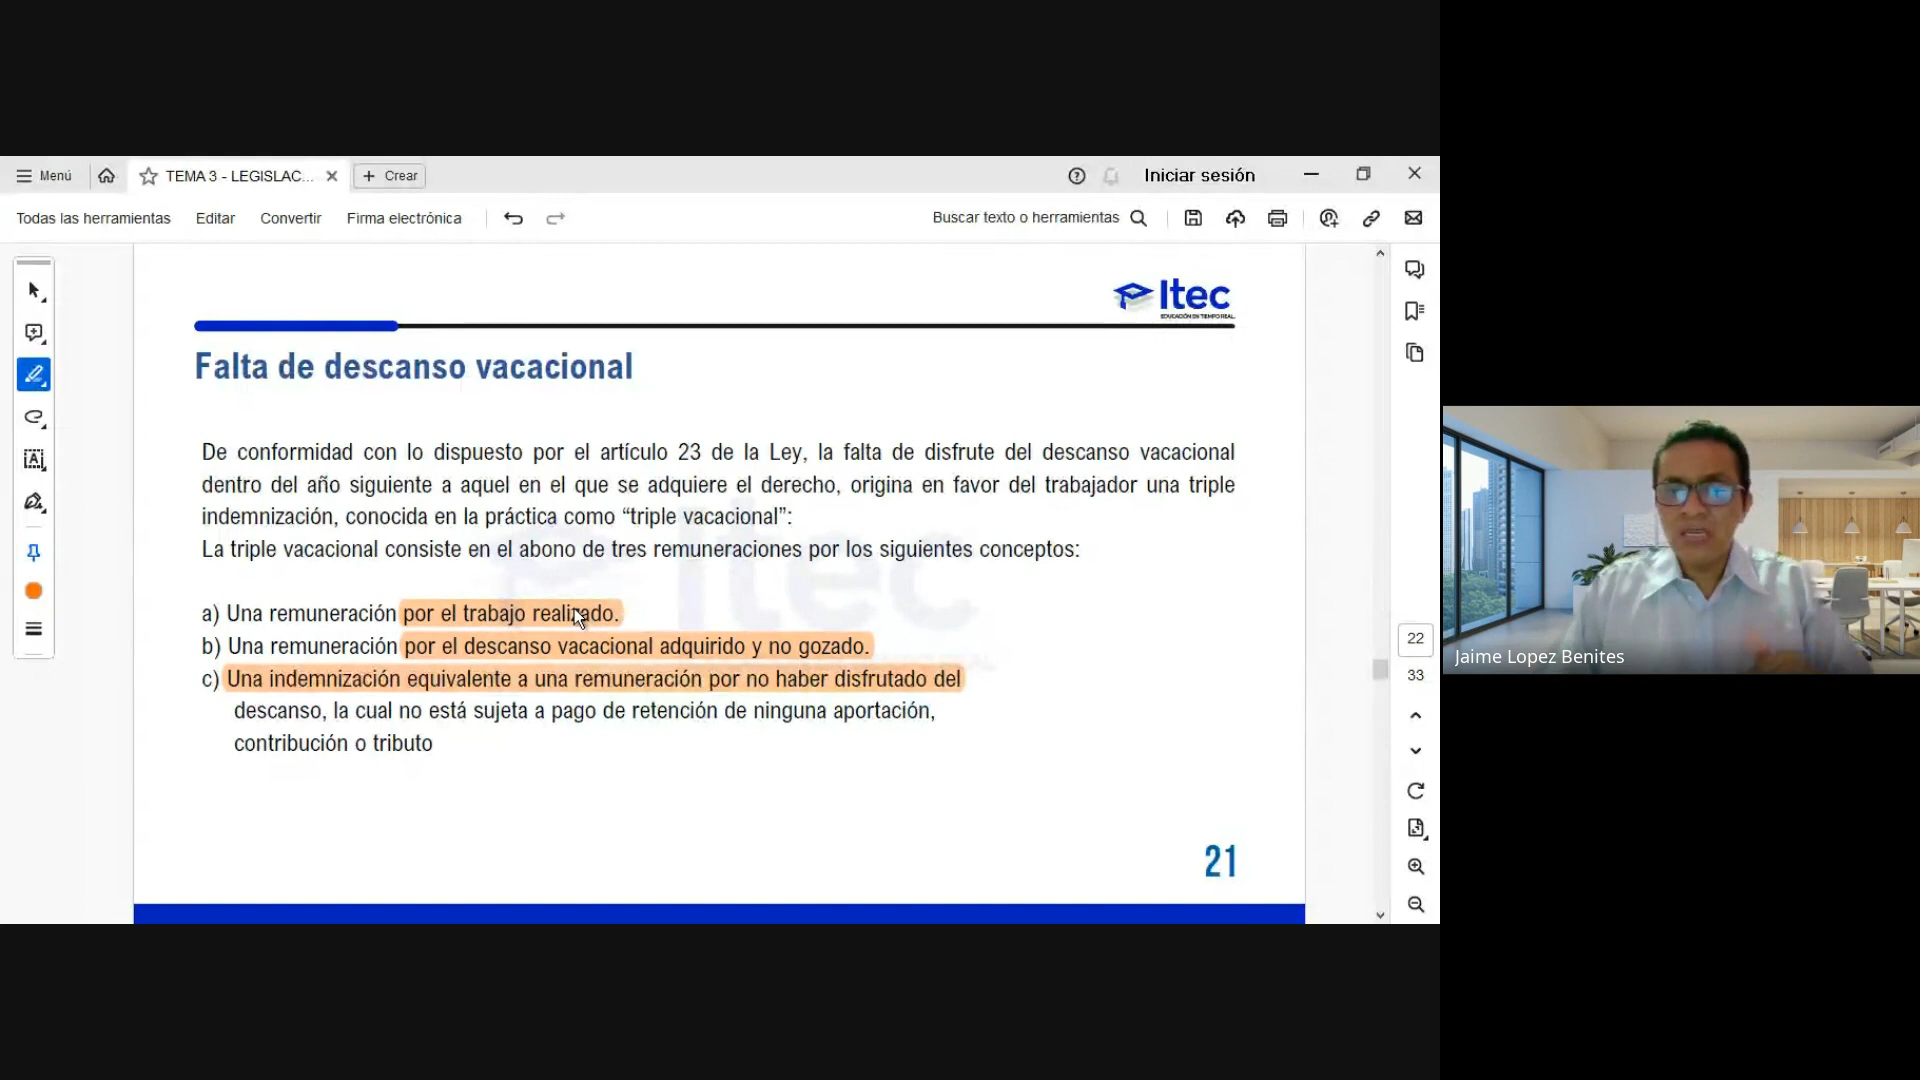 Menú
TEMA 3 - LEGISLAC...
Crear
Iniciar sesión
Todas las herramientas
Editar
Convertir
Firma electrónica
Buscar texto o herramientas
Itec
EDUCACIÓN EN TIEMPO REAL
Falta de descanso vacacional
De conformidad con lo dispuesto por el artículo 23 de la Ley, la falta de disfrute del descanso vacacional
dentro del año siguiente a aquel en el que se adquiere el derecho, origina en favor del trabajador una triple
indemnización, conocida en la práctica como “triple vacacional”:
La triple vacacional consiste en el abono de tres remuneraciones por los siguientes conceptos:
a) Una remuneración por el trabajo realizado.
b) Una remuneración por el descanso vacacional adquirido y no gozado.
c) Una indemnización equivalente a una remuneración por no haber disfrutado del
descanso, la cual no está sujeta a pago de retención de ninguna aportación,
contribución o tributo
Itec
21
22
33
Jaime Lopez Benites